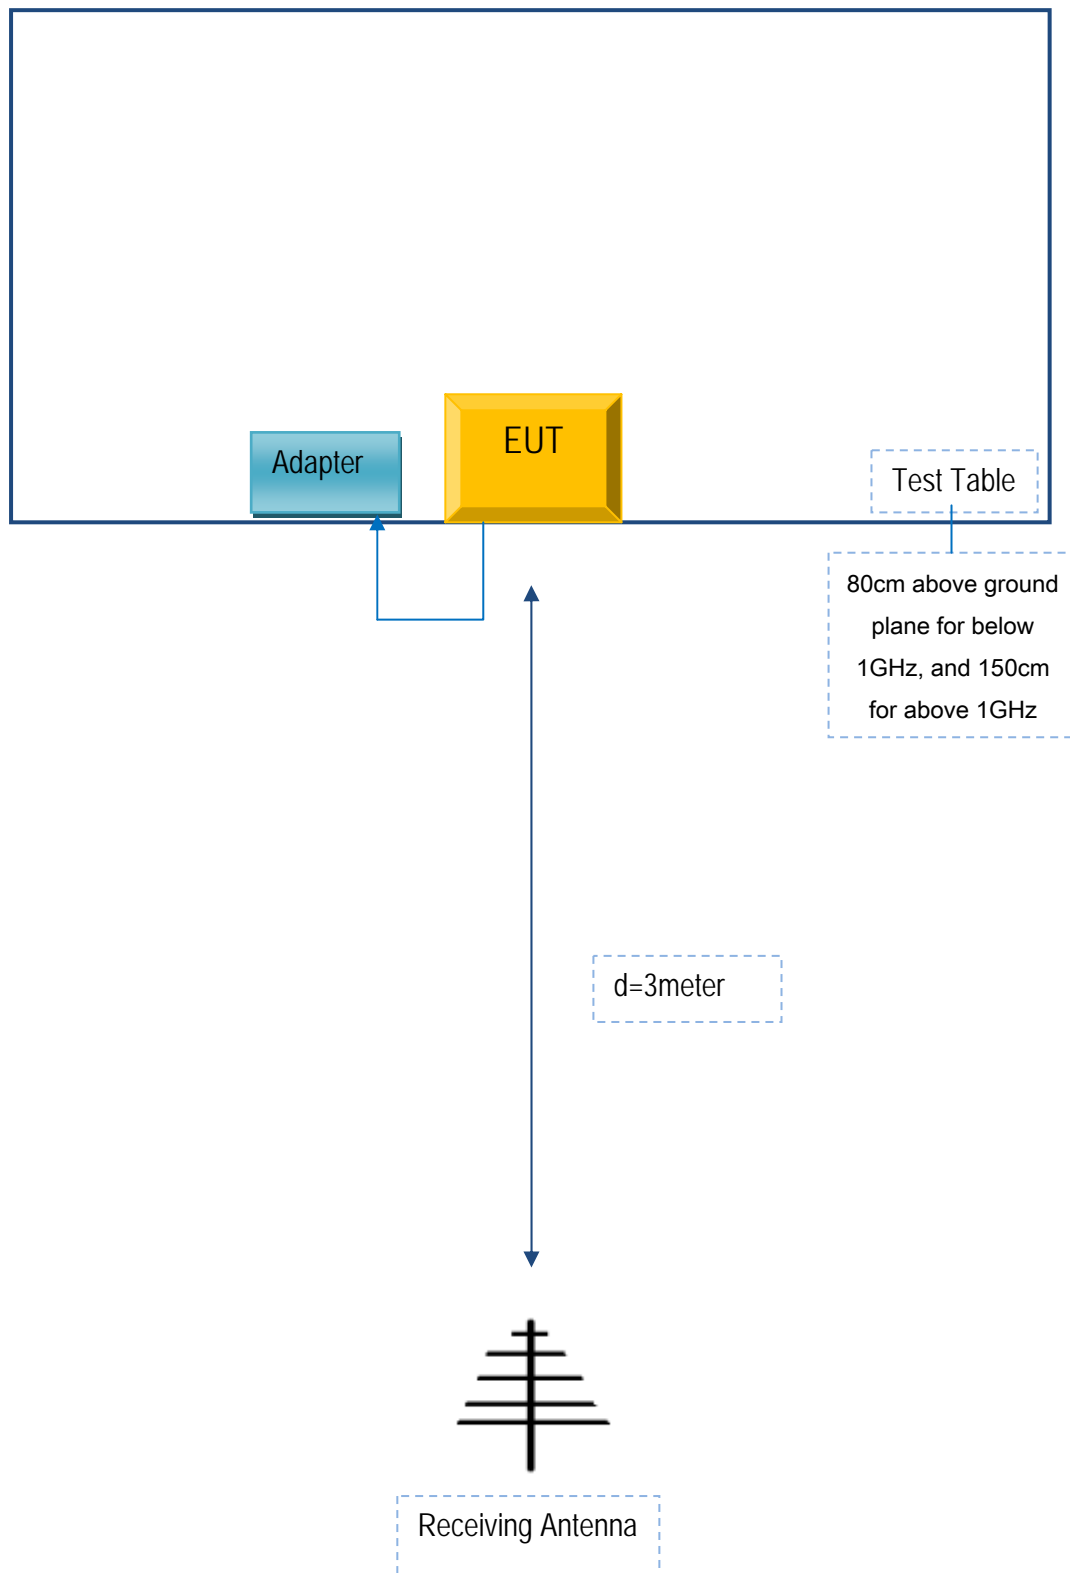 EUT
Adapter
Test Table
80cm above ground
plane for below
1GHz, and 150cm
for above 1GHz
d=3meter
Receiving Antenna